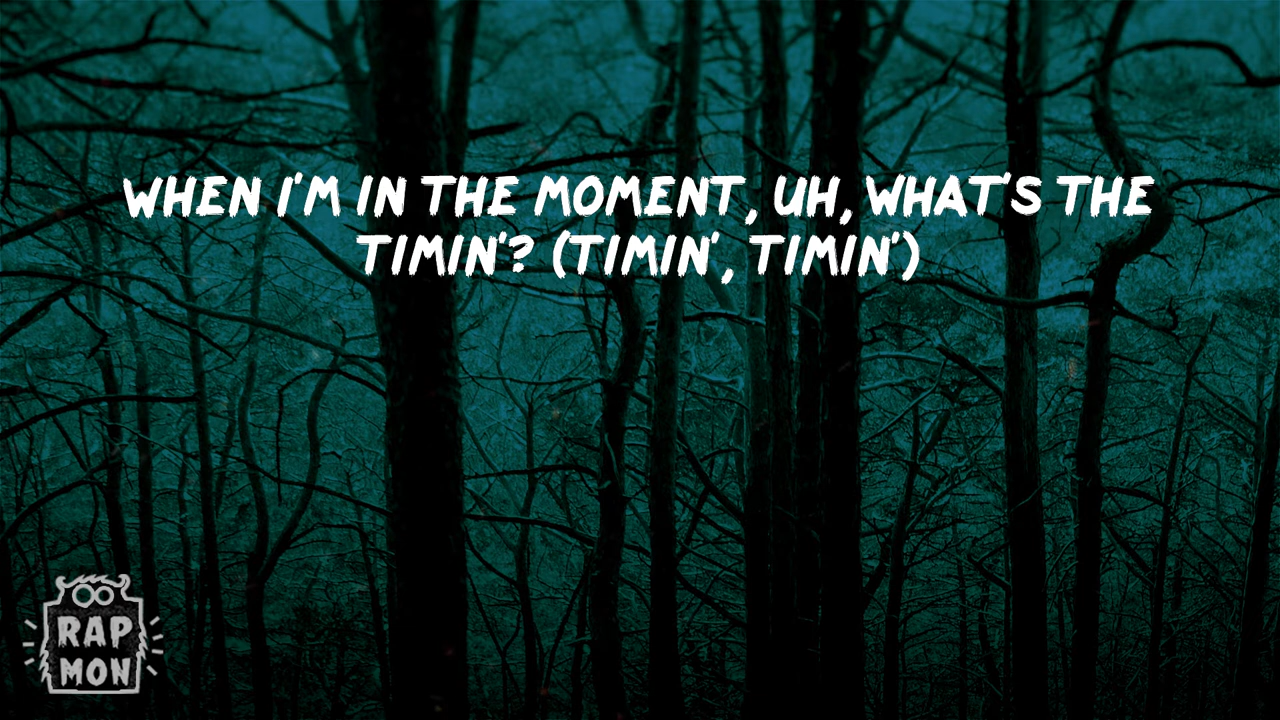 WHEN I'M IN THE MOMENT, UH, WHAT'S THE
TIMIN'? (TIMIN', TIMIN')
RAP
MON